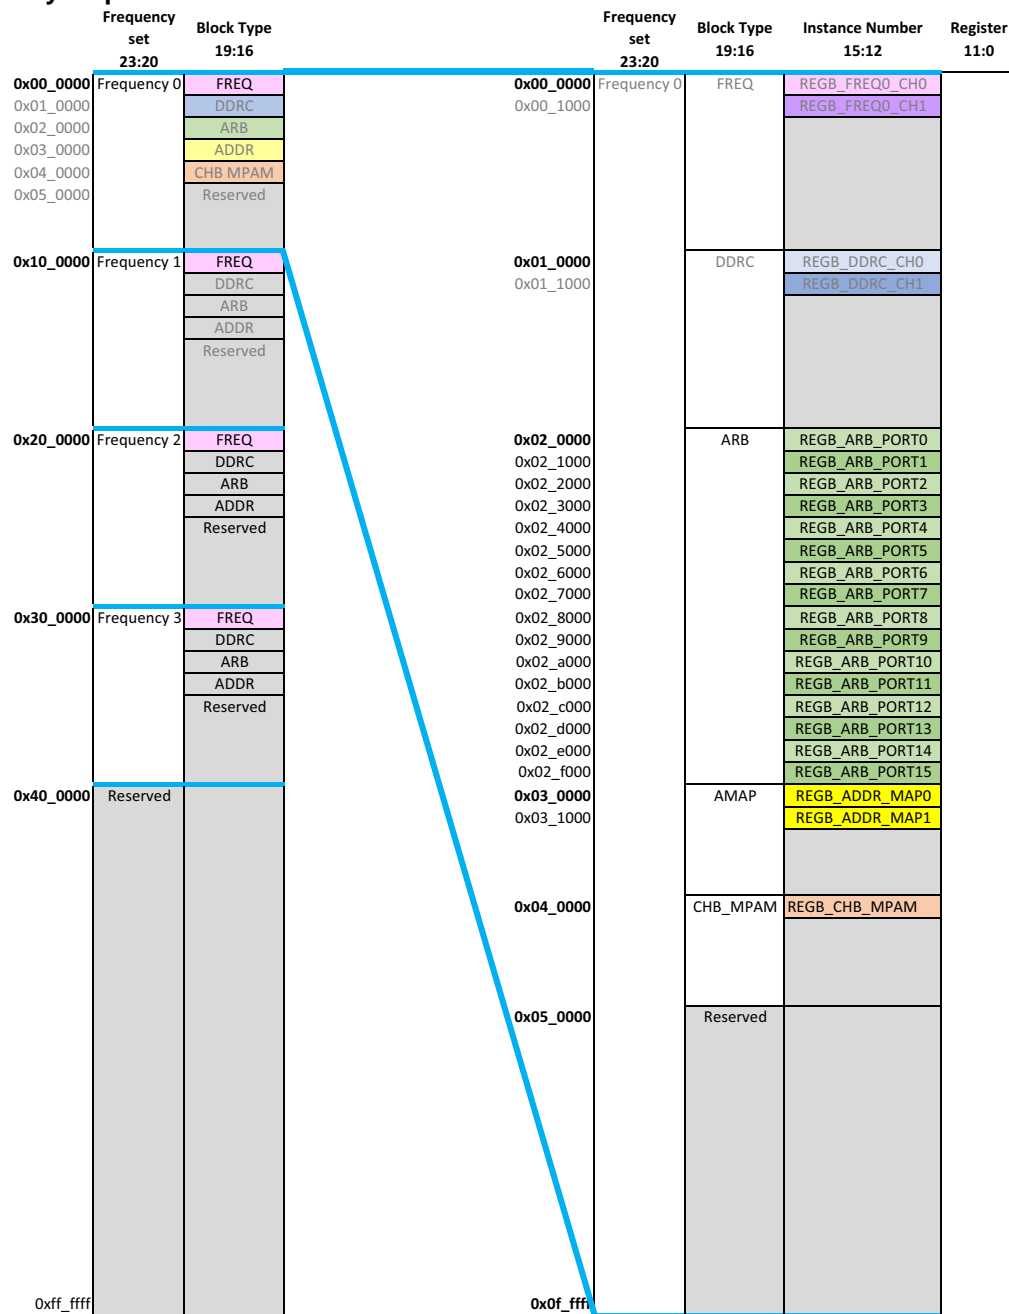 Frequency set 23:20 Block Type 19:16
0x00_0000 Frequency 0 FREQ
0x01_0000 DDRC
0x02_0000 ARB
0x03_0000 ADDR
0x04_0000 CHB MPAM
0x05_0000 Reserved
0x10_0000 Frequency 1 FREQ
DDRC
ARB
ADDR
Reserved
0x20_0000 Frequency 2 FREQ
DDRC
ARB
ADDR
Reserved
0x30_0000 Frequency 3 FREQ
DDRC
ARB
ADDR
Reserved
0x40_0000 Reserved
0xff_ffff
Frequency set 23:20 Block Type 19:16 Instance Number 15:12 Register 11:0
0x00_0000 Frequency 0 FREQ REGB_FREQ0_CH0
0x00_1000 REGB_FREQ0_CH1
0x01_0000 DDRC REGB_DDRC_CH0
0x01_1000 REGB_DDRC_CH1
0x02_0000 ARB REGB_ARB_PORT0
0x02_1000 REGB_ARB_PORT1
0x02_2000 REGB_ARB_PORT2
0x02_3000 REGB_ARB_PORT3
0x02_4000 REGB_ARB_PORT4
0x02_5000 REGB_ARB_PORT5
0x02_6000 REGB_ARB_PORT6
0x02_7000 REGB_ARB_PORT7
0x02_8000 REGB_ARB_PORT8
0x02_9000 REGB_ARB_PORT9
0x02_a000 REGB_ARB_PORT10
0x02_b000 REGB_ARB_PORT11
0x02_c000 REGB_ARB_PORT12
0x02_d000 REGB_ARB_PORT13
0x02_e000 REGB_ARB_PORT14
0x02_f000 REGB_ARB_PORT15
0x03_0000 AMAP REGB_ADDR_MAP0
0x03_1000 REGB_ADDR_MAP1
0x04_0000 CHB_MPAM REGB_CHB_MPAM
0x05_0000 Reserved
0x0f_ffff